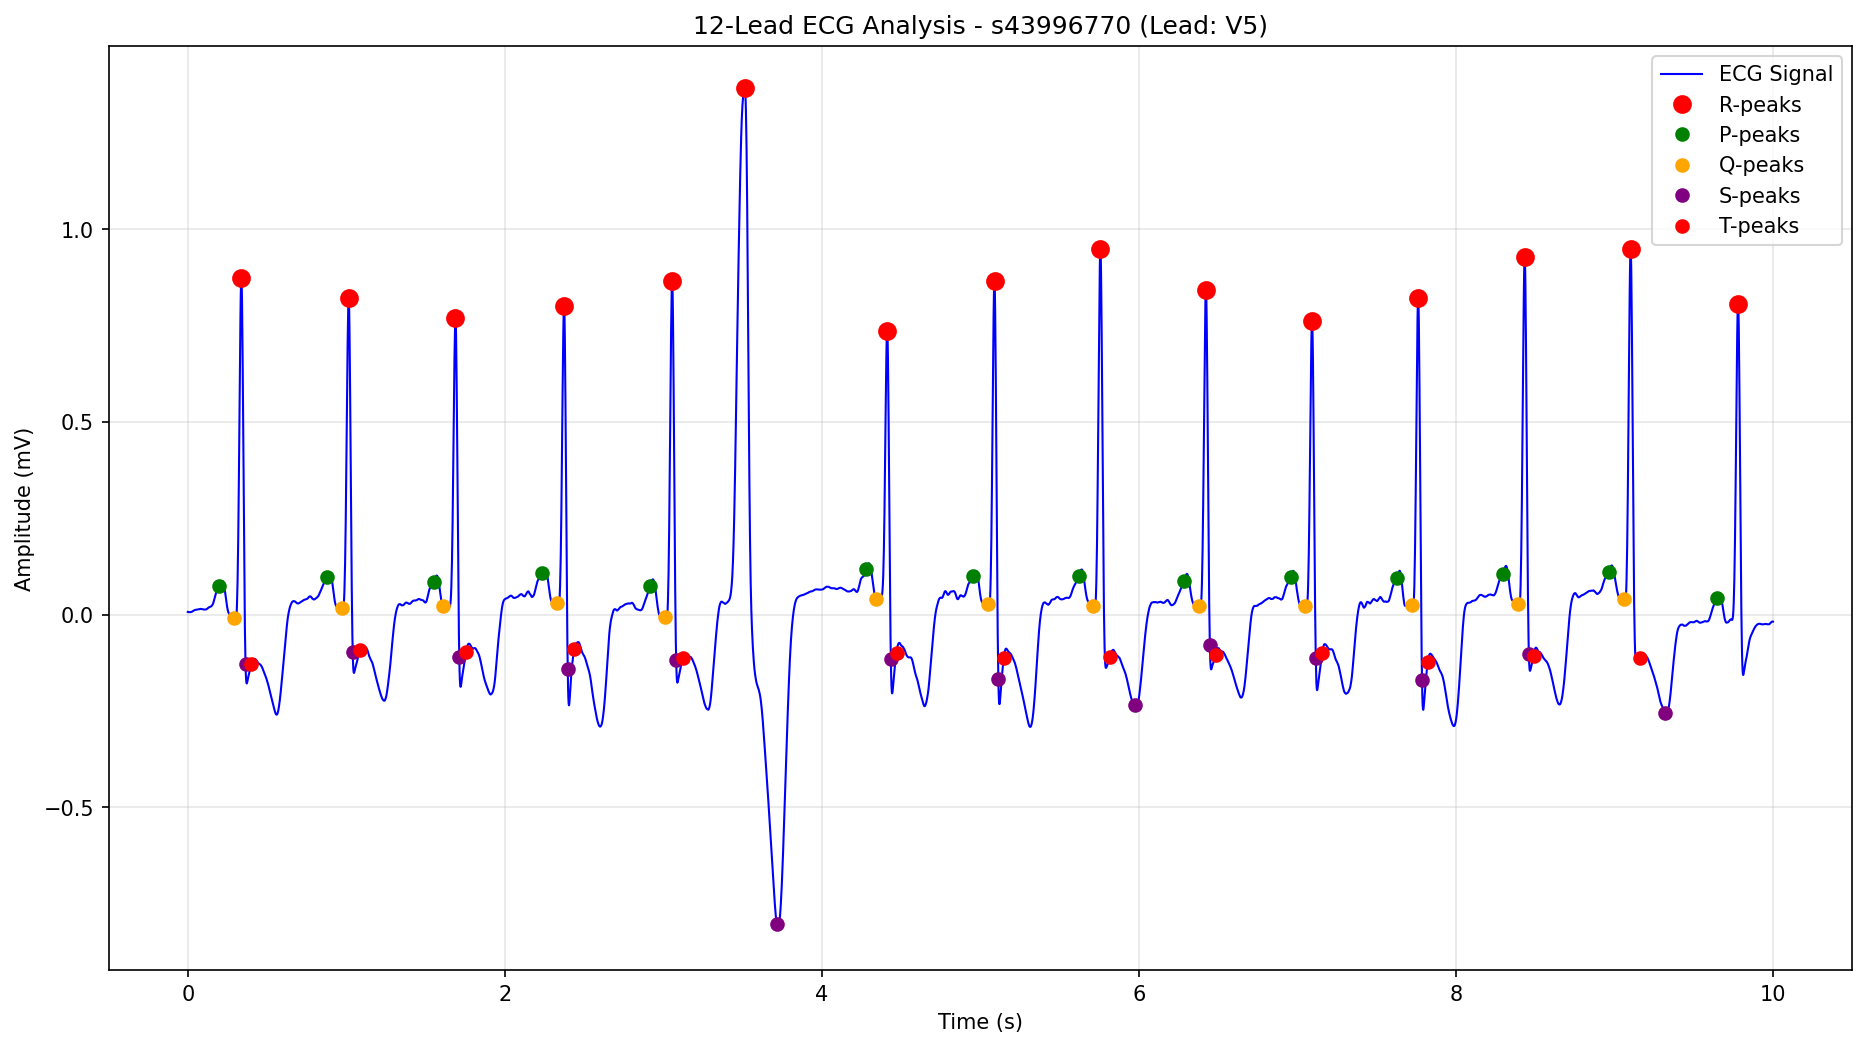 12-Lead ECG Analysis - s43996770 (Lead: V5)
ECG Signal
R-peaks
P-peaks
Q-peaks
S-peaks
T-peaks
Amplitude (mV)
1.0
0.5
0.0
−0.5
0 2 4 6 8 10
Time (s)